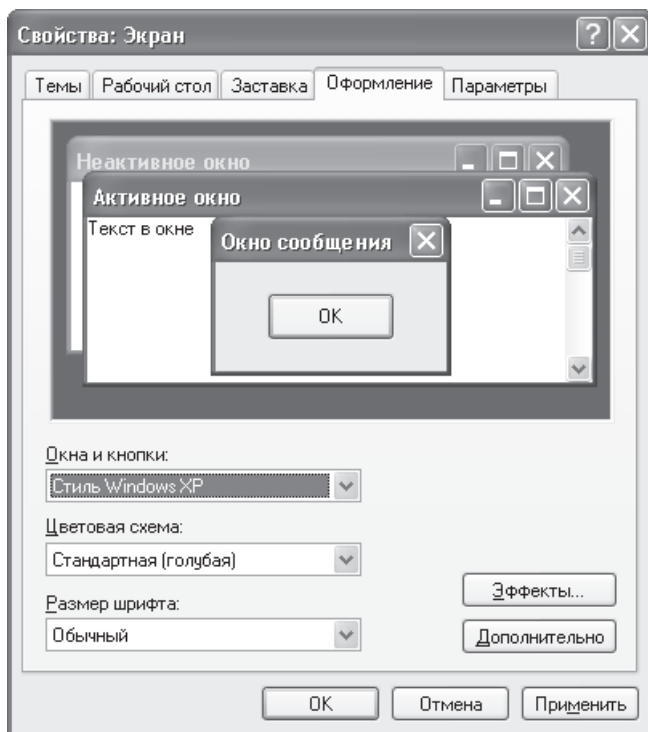 Свойства: Экран
Темы Рабочий стол Заставка Оформление Параметры
Неактивное окно
Активное окно
Текст в окне
Окно сообщения
OK
Окна и кнопки:
Стиль Windows XP
Цветовая схема:
Стандартная (голубая)
Размер шрифта:
Обычный
Эффекты...
Дополнительно
OK Отмена Применить